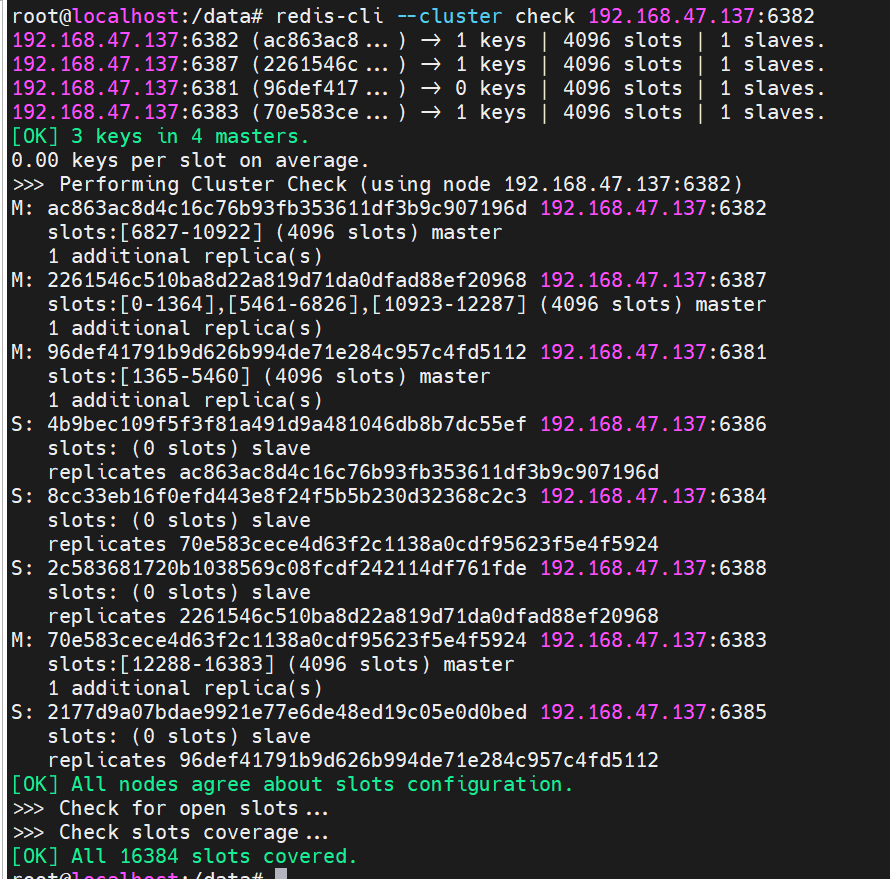 root@localhost:/data# redis-cli --cluster check 192.168.47.137:6382
192.168.47.137:6382 (ac863ac8...) -> 1 keys | 4096 slots | 1 slaves.
192.168.47.137:6387 (2261546c...) -> 1 keys | 4096 slots | 1 slaves.
192.168.47.137:6381 (96def417...) -> 0 keys | 4096 slots | 1 slaves.
192.168.47.137:6383 (70e583ce...) -> 1 keys | 4096 slots | 1 slaves.
[OK] 3 keys in 4 masters.
0.00 keys per slot on average.
>>> Performing Cluster Check (using node 192.168.47.137:6382)
M: ac863ac8d4c16c76b93fb353611df3b9c907196d 192.168.47.137:6382
   slots:[6827-10922] (4096 slots) master
   1 additional replica(s)
M: 2261546c510ba8d22a819d71da0dfad88ef20968 192.168.47.137:6387
   slots:[0-1364],[5461-6826],[10923-12287] (4096 slots) master
   1 additional replica(s)
M: 96def41791b9d626b994de71e284c957c4fd5112 192.168.47.137:6381
   slots:[1365-5460] (4096 slots) master
   1 additional replica(s)
S: 4b9bec109f5f3f81a491d9a481046db8b7dc55ef 192.168.47.137:6386
   slots: (0 slots) slave
   replicates ac863ac8d4c16c76b93fb353611df3b9c907196d
S: 8cc33eb16f0efd443e8f24f5b5b230d32368c2c3 192.168.47.137:6384
   slots: (0 slots) slave
   replicates 70e583cece4d63f2c1138a0cdf95623f5e4f5924
S: 2c583681720b1038569c08fcdf242114df761fde 192.168.47.137:6388
   slots: (0 slots) slave
   replicates 2261546c510ba8d22a819d71da0dfad88ef20968
M: 70e583cece4d63f2c1138a0cdf95623f5e4f5924 192.168.47.137:6383
   slots:[12288-16383] (4096 slots) master
   1 additional replica(s)
S: 2177d9a07bdae9921e77e6de48ed19c05e0d0bed 192.168.47.137:6385
   slots: (0 slots) slave
   replicates 96def41791b9d626b994de71e284c957c4fd5112
[OK] All nodes agree about slots configuration.
>>> Check for open slots...
>>> Check slots coverage...
[OK] All 16384 slots covered.
root@localhost:/data#